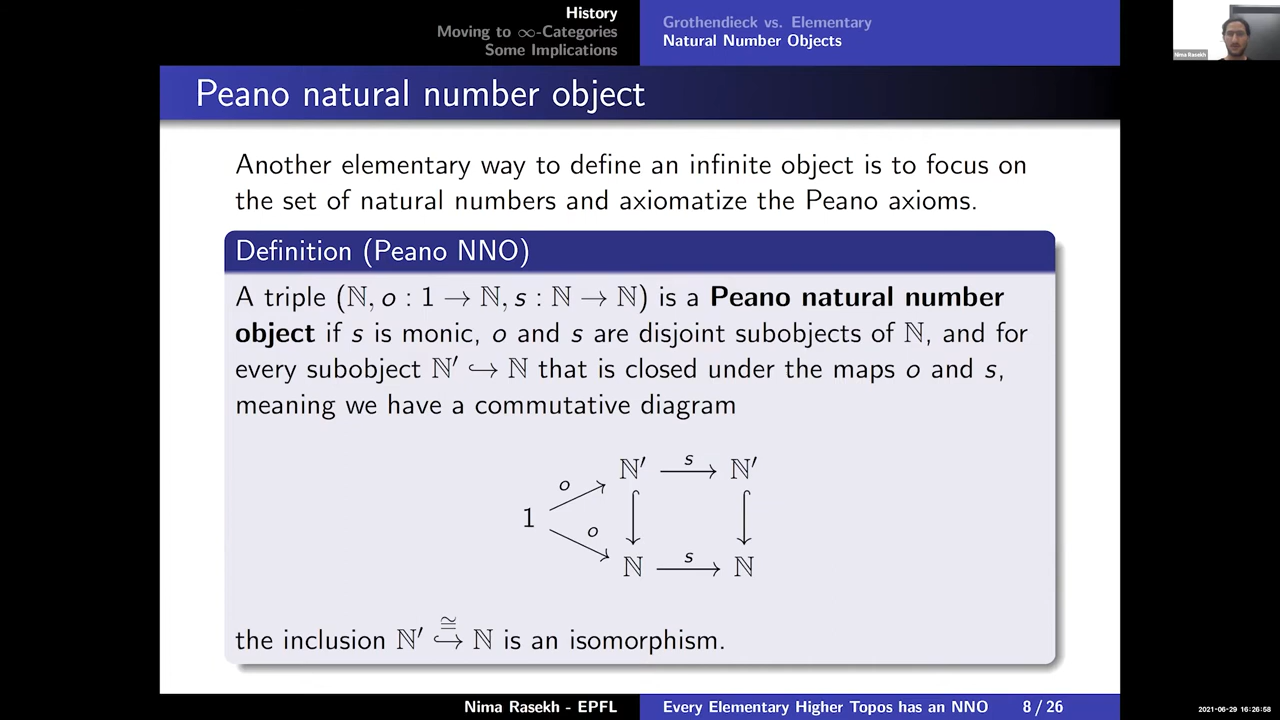 History
Moving to ∞-Categories
Some Implications
Grothendieck vs. Elementary
Natural Number Objects
Nima Rasekh
Peano natural number object
Another elementary way to define an infinite object is to focus on
the set of natural numbers and axiomatize the Peano axioms.
Definition (Peano NNO)
A triple (ℕ, o : 1 → ℕ, s : ℕ → ℕ) is a Peano natural number
object if s is monic, o and s are disjoint subobjects of ℕ, and for
every subobject ℕ′ ↪ ℕ that is closed under the maps o and s,
meaning we have a commutative diagram
ℕ′ s ℕ′
o
1
o
ℕ s ℕ
the inclusion ℕ′ ≅↪ ℕ is an isomorphism.
Nima Rasekh - EPFL
Every Elementary Higher Topos has an NNO
8 / 26
2021-06-29 16:26:58